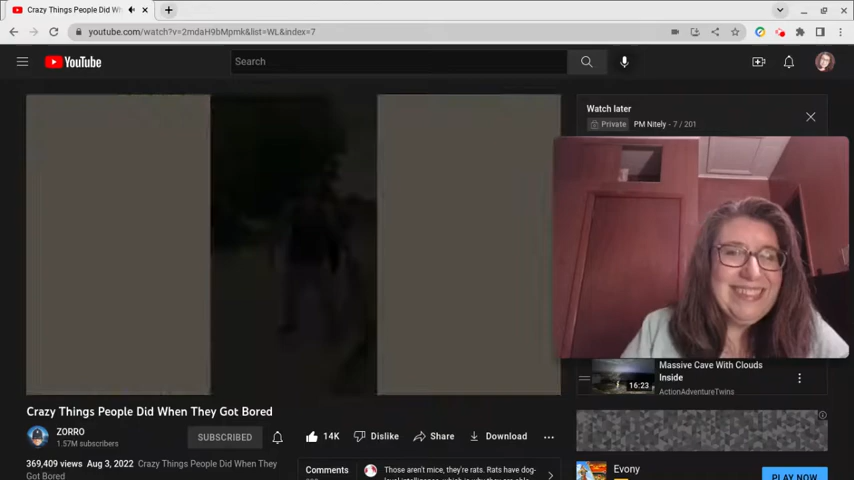 Crazy Things People Did W
youtube.com/watch?v=2mdaH9bMpmk&list=WL&index=7
YouTube
Search
Watch later
Private PM Nitely - 7 / 201
Massive Cave With Clouds
Inside
16:23
ActionAdventureTwins
Crazy Things People Did When They Got Bored
ZORRO
1.57M subscribers
SUBSCRIBED
14K
Dislike
Share
Download
369,409 views Aug 3, 2022 Crazy Things People Did When They
Got Bored
Comments
Those aren't mice, they're rats. Rats have dog-
Evony
PLAY NOW